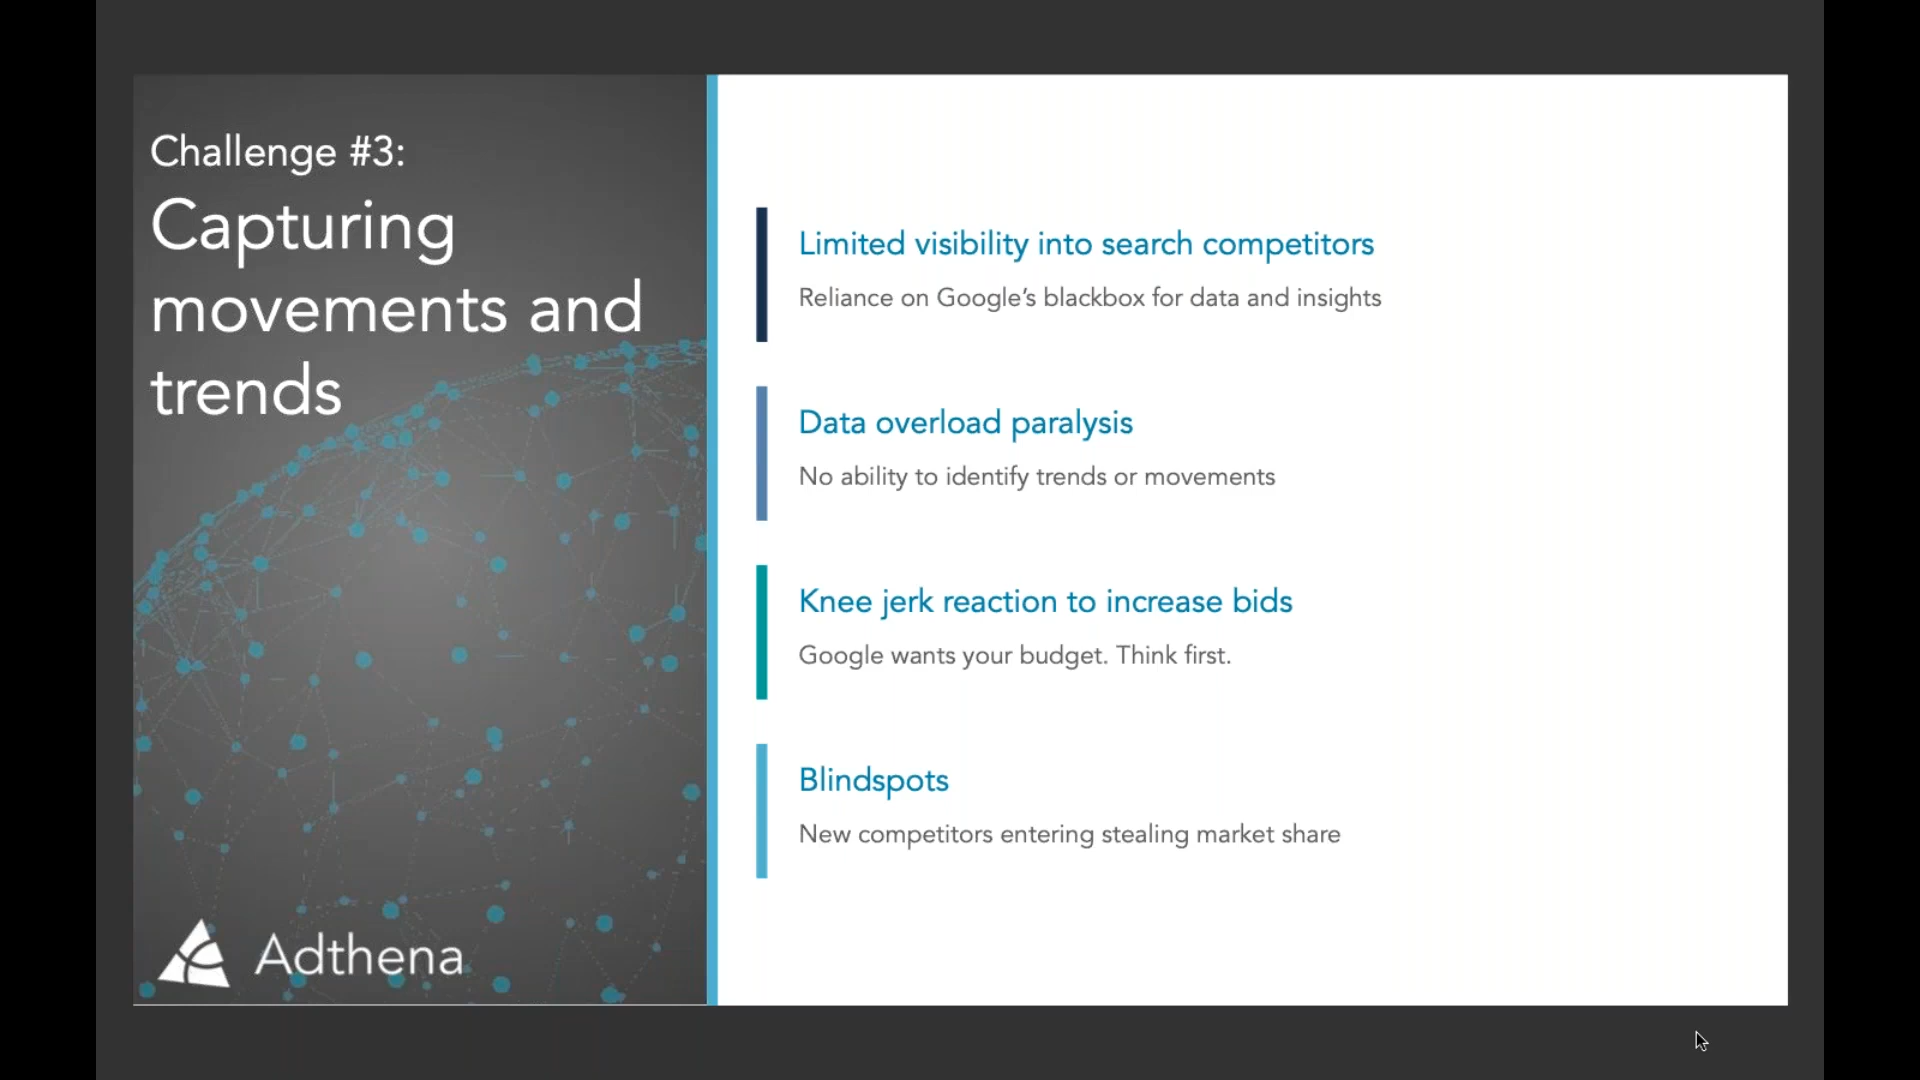 Challenge #3:
Capturing
movements and
trends
Adthena
Limited visibility into search competitors
Reliance on Google’s blackbox for data and insights
Data overload paralysis
No ability to identify trends or movements
Knee jerk reaction to increase bids
Google wants your budget. Think first.
Blindspots
New competitors entering stealing market share